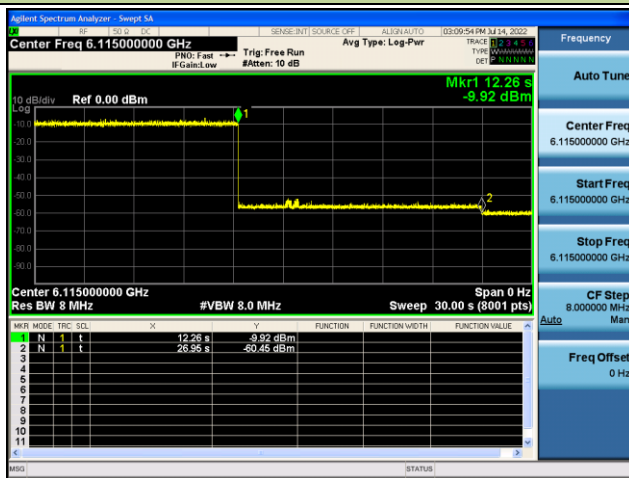 Agilent Spectrum Analyzer - Swept SA
RF 50 Ω DC SENSE:INT SOURCE OFF ALIGNAUTO 03:09:54 PM Jul 14, 2022
Center Freq 6.115000000 GHz
PNO: Fast
IFGain:Low
Trig: Free Run
#Atten: 10 dB
Avg Type: Log-Pwr
TRACE 1 2 3 4 5 6
TYPE
DET P N N N N N
Mkr1 12.26 s
-9.92 dBm
10 dB/div Ref 0.00 dBm
Log
-10.0
-20.0
-30.0
-40.0
-50.0
-60.0
-70.0
-80.0
-90.0
1
2
Center 6.115000000 GHz Span 0 Hz
Res BW 8 MHz #VBW 8.0 MHz Sweep 30.00 s (8001 pts)
MKR MODE TRC SCL X Y FUNCTION FUNCTION WIDTH FUNCTION VALUE
1 N 1 t 12.26 s -9.92 dBm
2 N 1 t 26.95 s -60.45 dBm
3
4
5
6
7
8
9
10
11
MSG STATUS
Frequency
Auto Tune
Center Freq
6.115000000 GHz
Start Freq
6.115000000 GHz
Stop Freq
6.115000000 GHz
CF Step
8.000000 MHz
Auto Man
Freq Offset
0 Hz